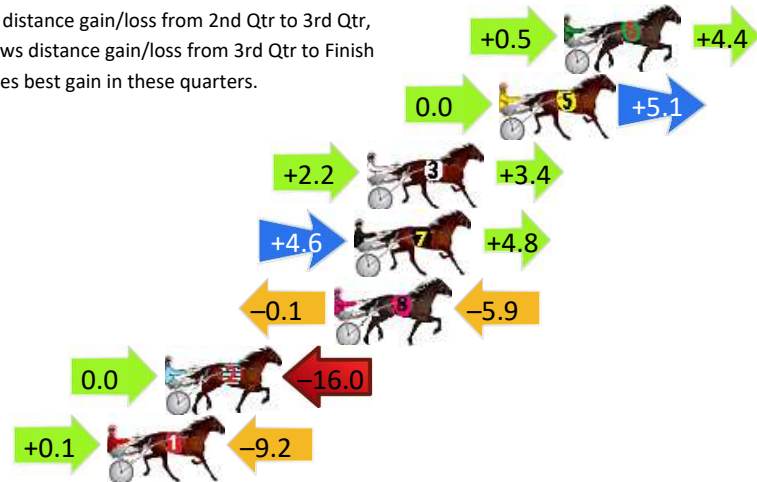 distance gain/loss from 2nd Qtr to 3rd Qtr,
ws distance gain/loss from 3rd Qtr to Finish
es best gain in these quarters.
+0.5 6 +4.4
0.0 5 +5.1
+2.2 3 +3.4
+4.6 7 +4.8
–0.1 8 –5.9
0.0 2 –16.0
+0.1 1 –9.2